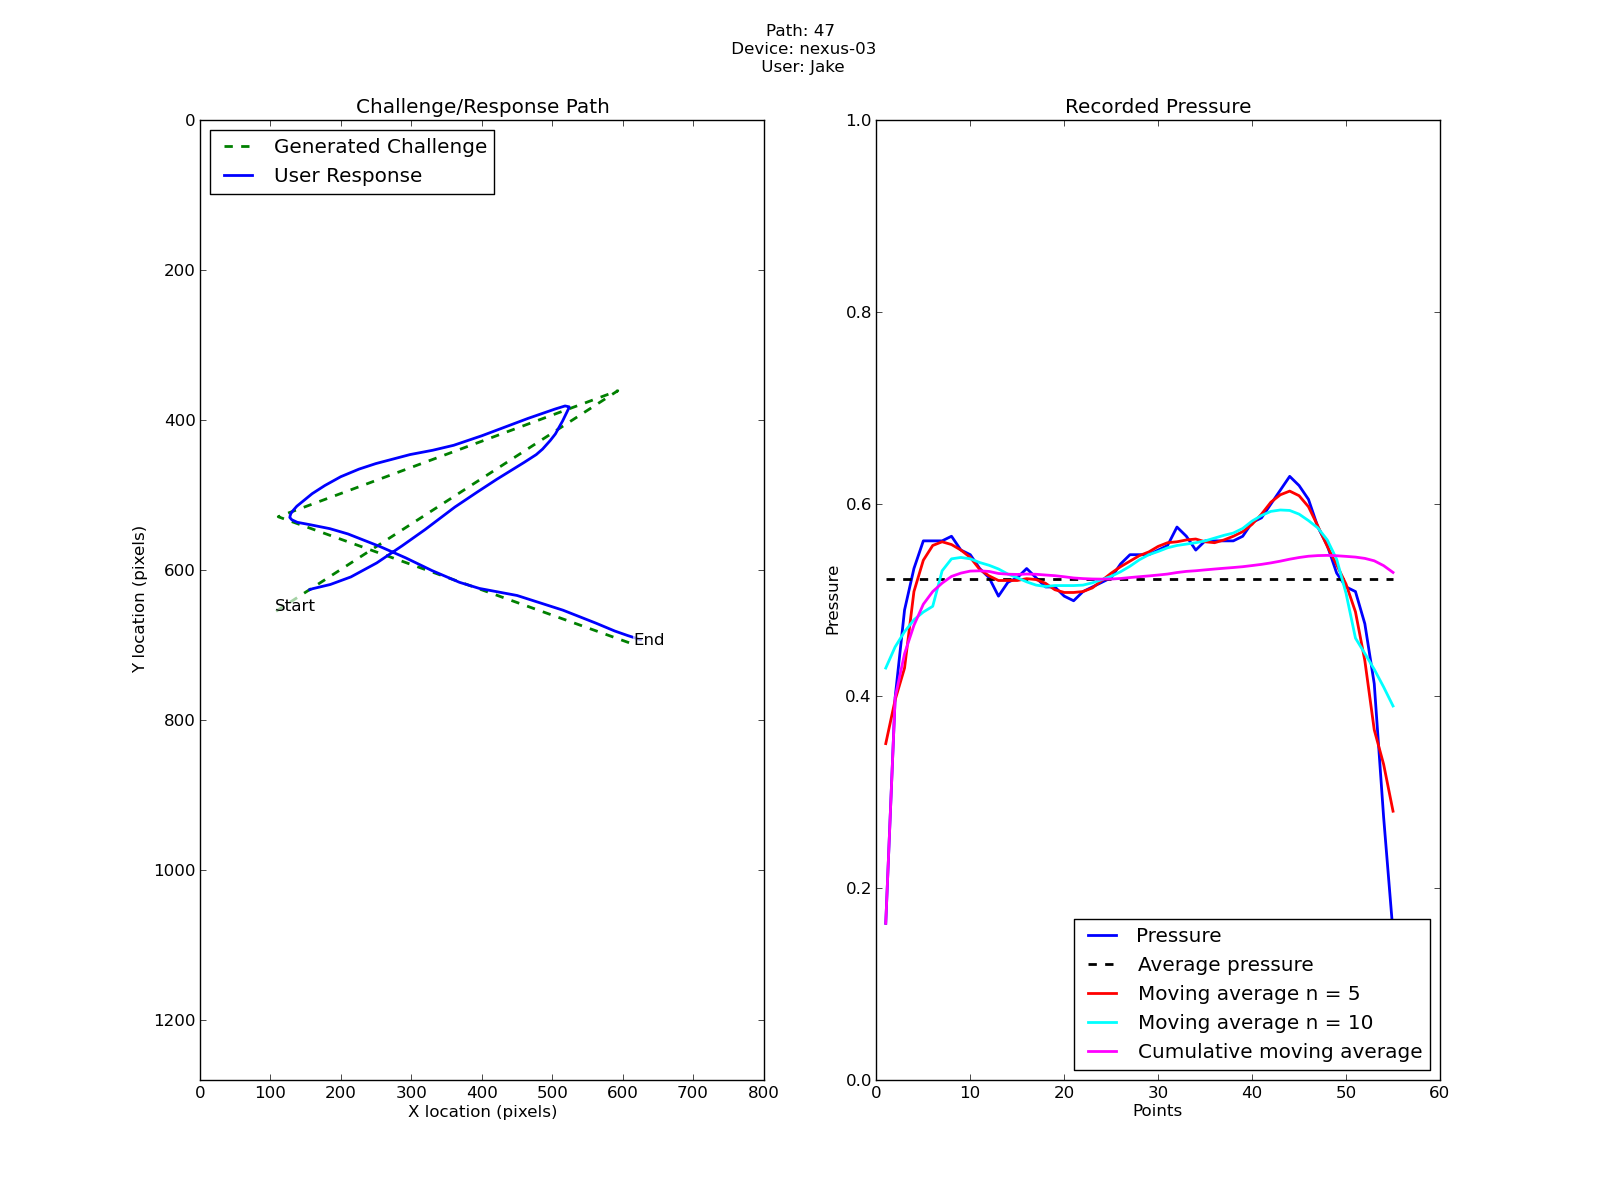 Path: 47
Device: nexus-03
User: Jake
Challenge/Response Path
Generated Challenge
User Response
0
200
400
600
800
1000
1200
Y location (pixels)
Start
End
0 100 200 300 400 500 600 700 800
X location (pixels)
Recorded Pressure
1.0
0.8
0.6
0.4
0.2
0.0
Pressure
Pressure
Average pressure
Moving average n = 5
Moving average n = 10
Cumulative moving average
0 10 20 30 40 50 60
Points